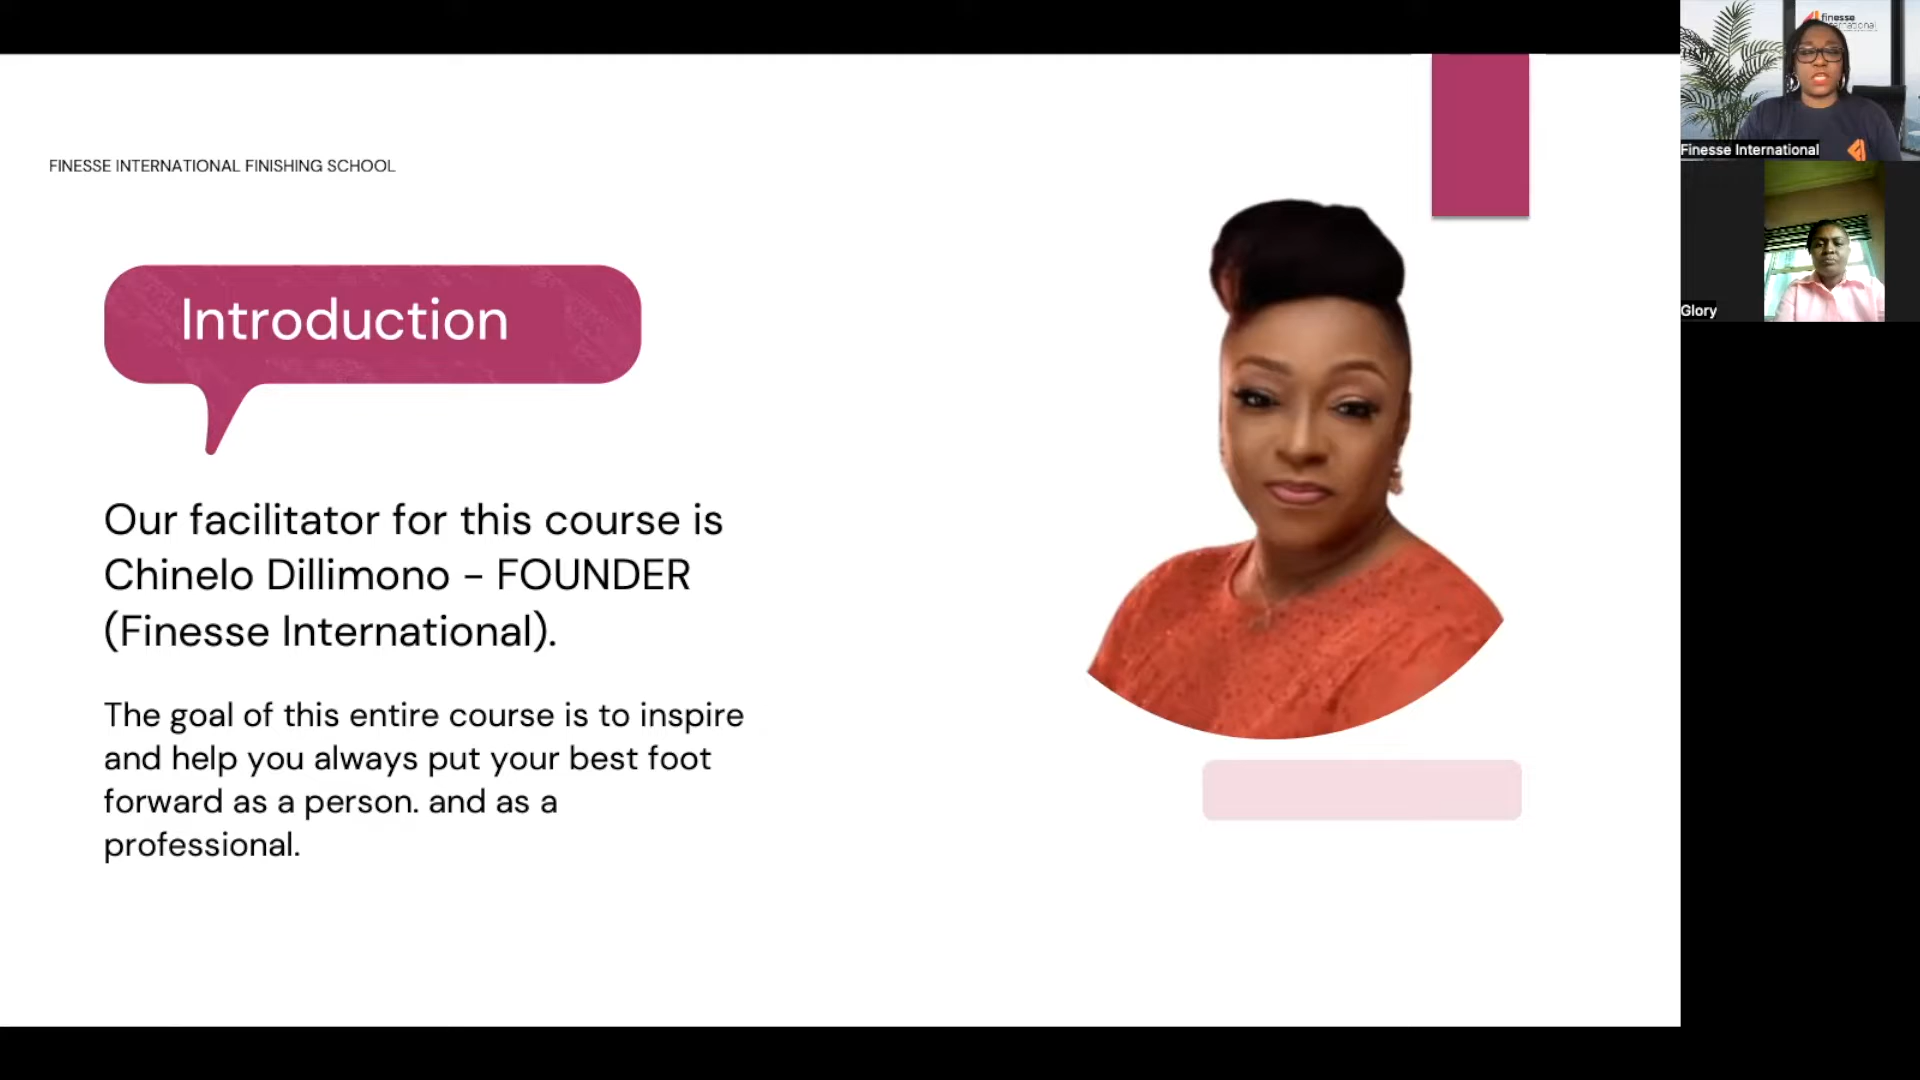 FINESSE INTERNATIONAL FINISHING SCHOOL
Introduction
Our facilitator for this course is
Chinelo Dillimono - FOUNDER
(Finesse International).
The goal of this entire course is to inspire
and help you always put your best foot
forward as a person. and as a
professional.
finesse
international
Finesse International
Glory